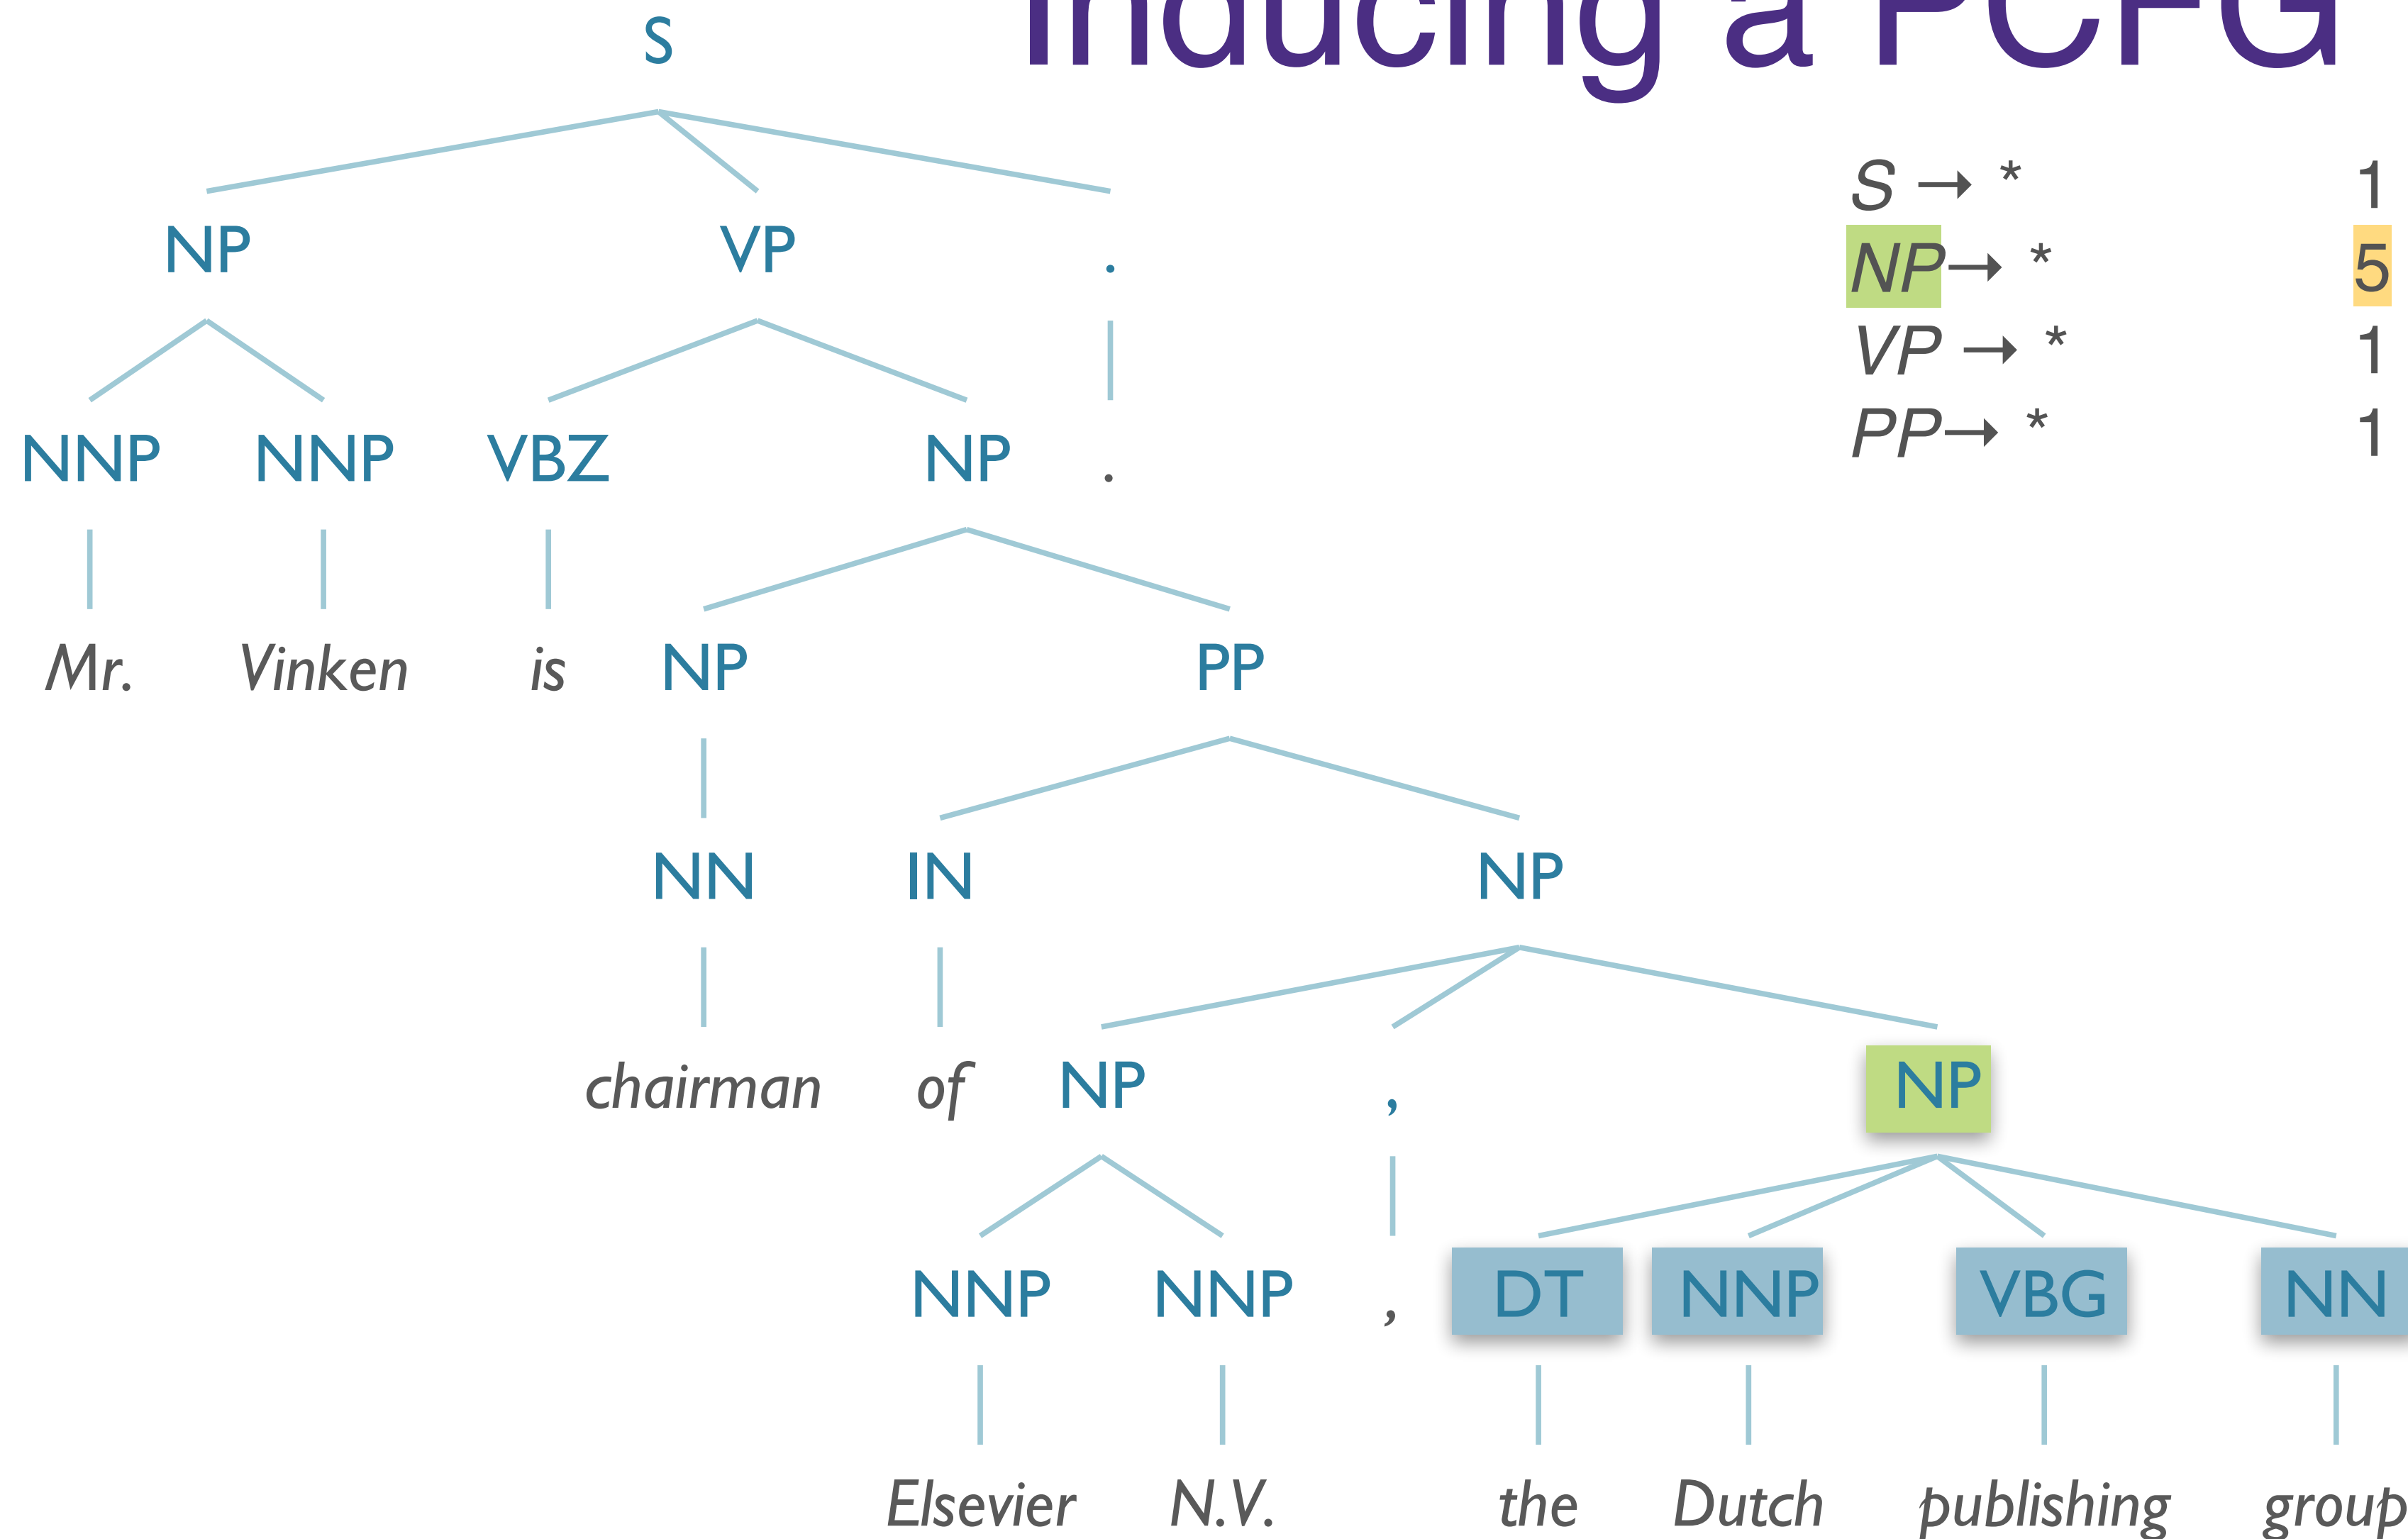 Inducing a PCFG
S
S → * 1
NP → * 5
VP → * 1
PP → * 1
NP VP .
NNP NNP VBZ NP .
Mr. Vinken is NP PP
NN IN NP
chairman of NP , NP
NNP NNP , DT NNP VBG NN
Elsevier N.V. the Dutch publishing group